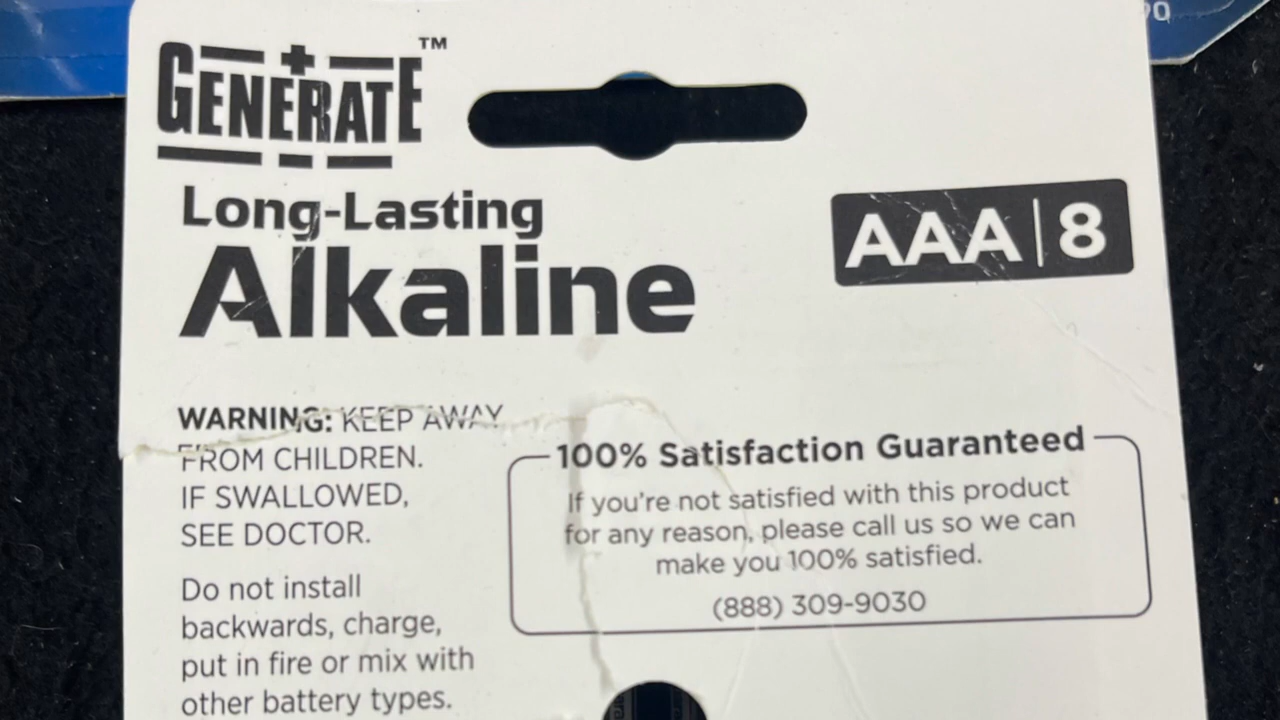 GENERATE™
Long-Lasting
Alkaline
AAA|8
WARNING: KEEP AWAY
FROM CHILDREN.
IF SWALLOWED,
SEE DOCTOR.
Do not install
backwards, charge,
put in fire or mix with
other battery types.
100% Satisfaction Guaranteed
If you're not satisfied with this product
for any reason, please call us so we can
make you 100% satisfied.
(888) 309-9030